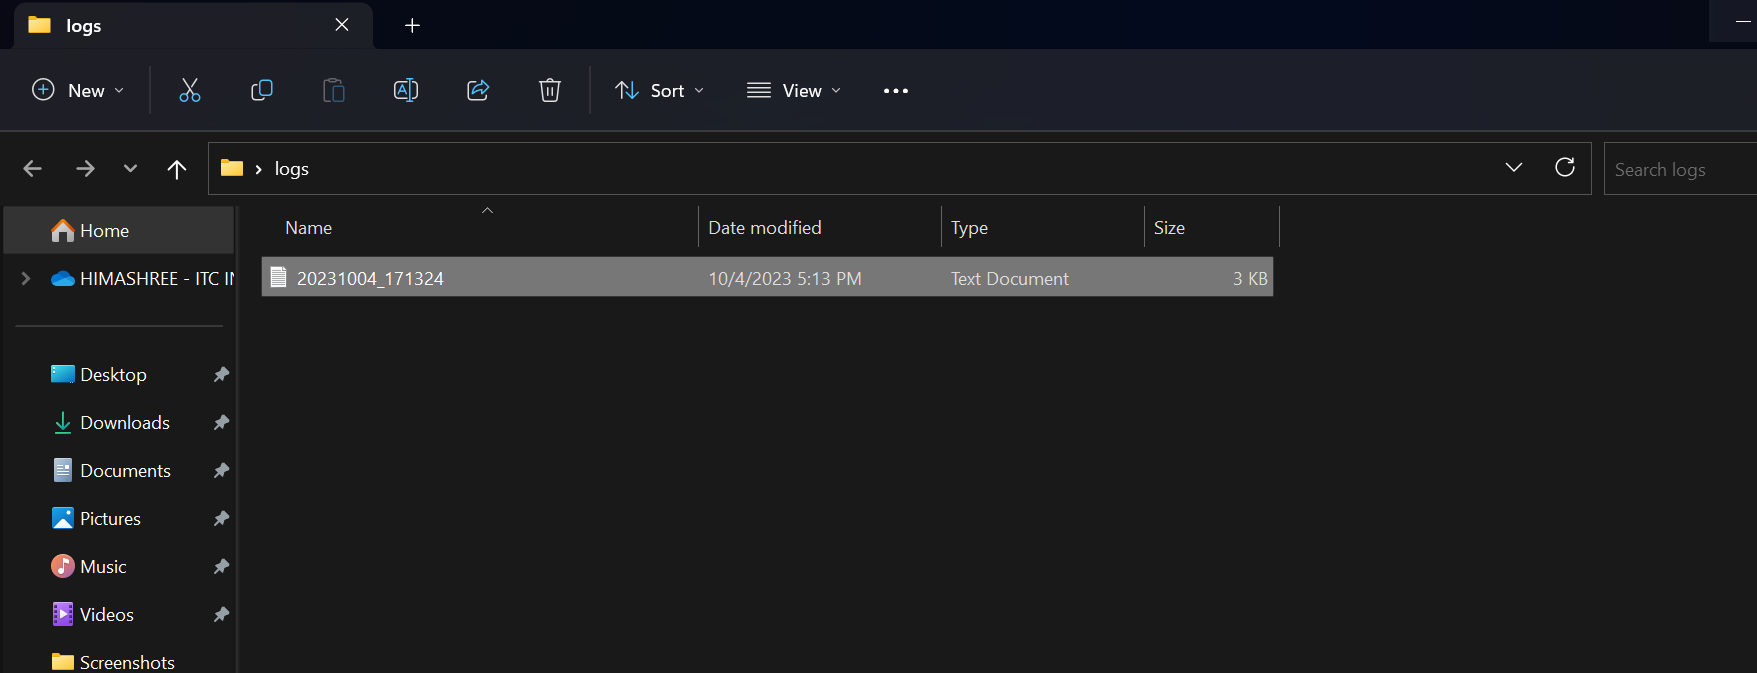 logs
New
Sort
View
logs
Search logs
Home
HIMASHREE - ITC IN
Desktop
Downloads
Documents
Pictures
Music
Videos
Screenshots
Name Date modified Type Size
20231004_171324 10/4/2023 5:13 PM Text Document 3 KB